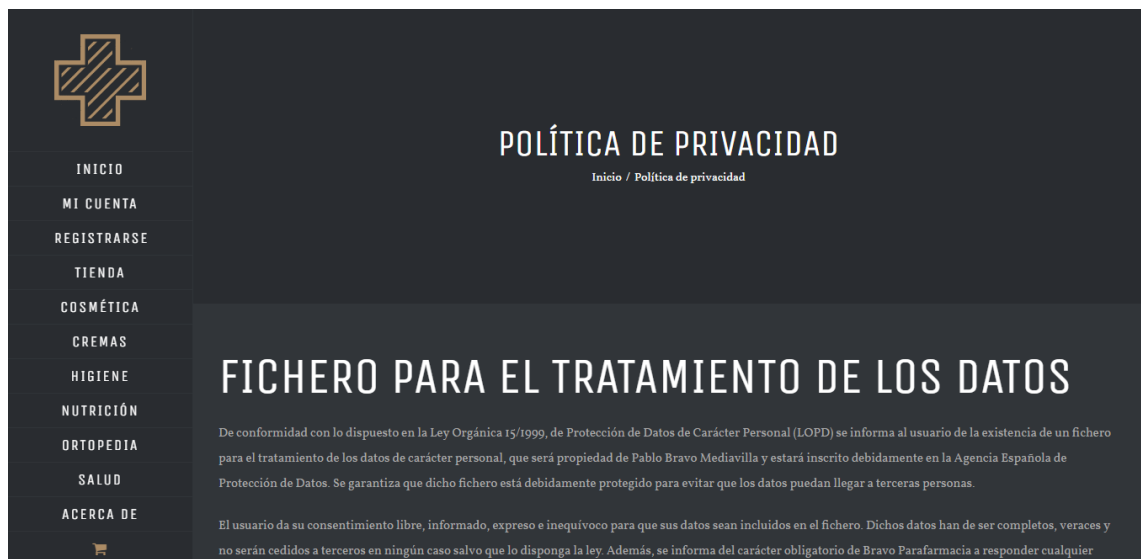 INICIO
MI CUENTA
REGISTRARSE
TIENDA
COSMÉTICA
CREMAS
HIGIENE
NUTRICIÓN
ORTOPEDIA
SALUD
ACERCA DE
POLÍTICA DE PRIVACIDAD
Inicio / Política de privacidad
FICHERO PARA EL TRATAMIENTO DE LOS DATOS
De conformidad con lo dispuesto en la Ley Orgánica 15/1999, de Protección de Datos de Carácter Personal (LOPD) se informa al usuario de la existencia de un fichero
para el tratamiento de los datos de carácter personal, que será propiedad de Pablo Bravo Mediavilla y estará inscrito debidamente en la Agencia Española de
Protección de Datos. Se garantiza que dicho fichero está debidamente protegido para evitar que los datos puedan llegar a terceras personas.
El usuario da su consentimiento libre, informado, expreso e inequívoco para que sus datos sean incluidos en el fichero. Dichos datos han de ser completos, veraces y
no serán cedidos a terceros en ningún caso salvo que lo disponga la ley. Además, se informa del carácter obligatorio de Bravo Parafarmacia a responder cualquier